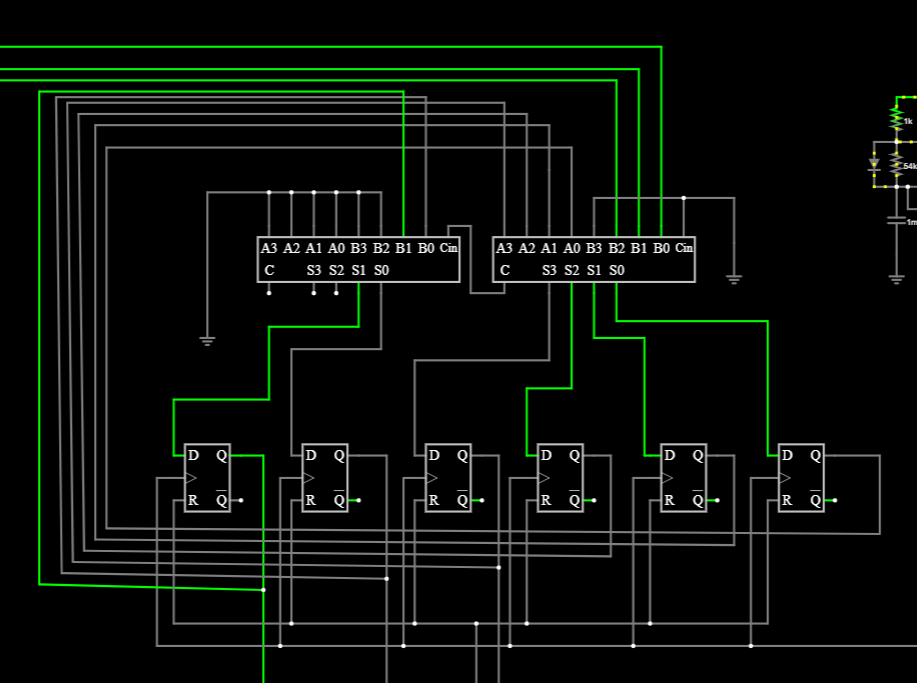 1k
54k
A3 A2 A1 A0 B3 B2 B1 B0 Cin
C S3 S2 S1 S0
A3 A2 A1 A0 B3 B2 B1 B0 Cin
C S3 S2 S1 S0
1m
D Q
R Q
D Q
R Q
D Q
R Q
D Q
R Q
D Q
R Q
D Q
R Q